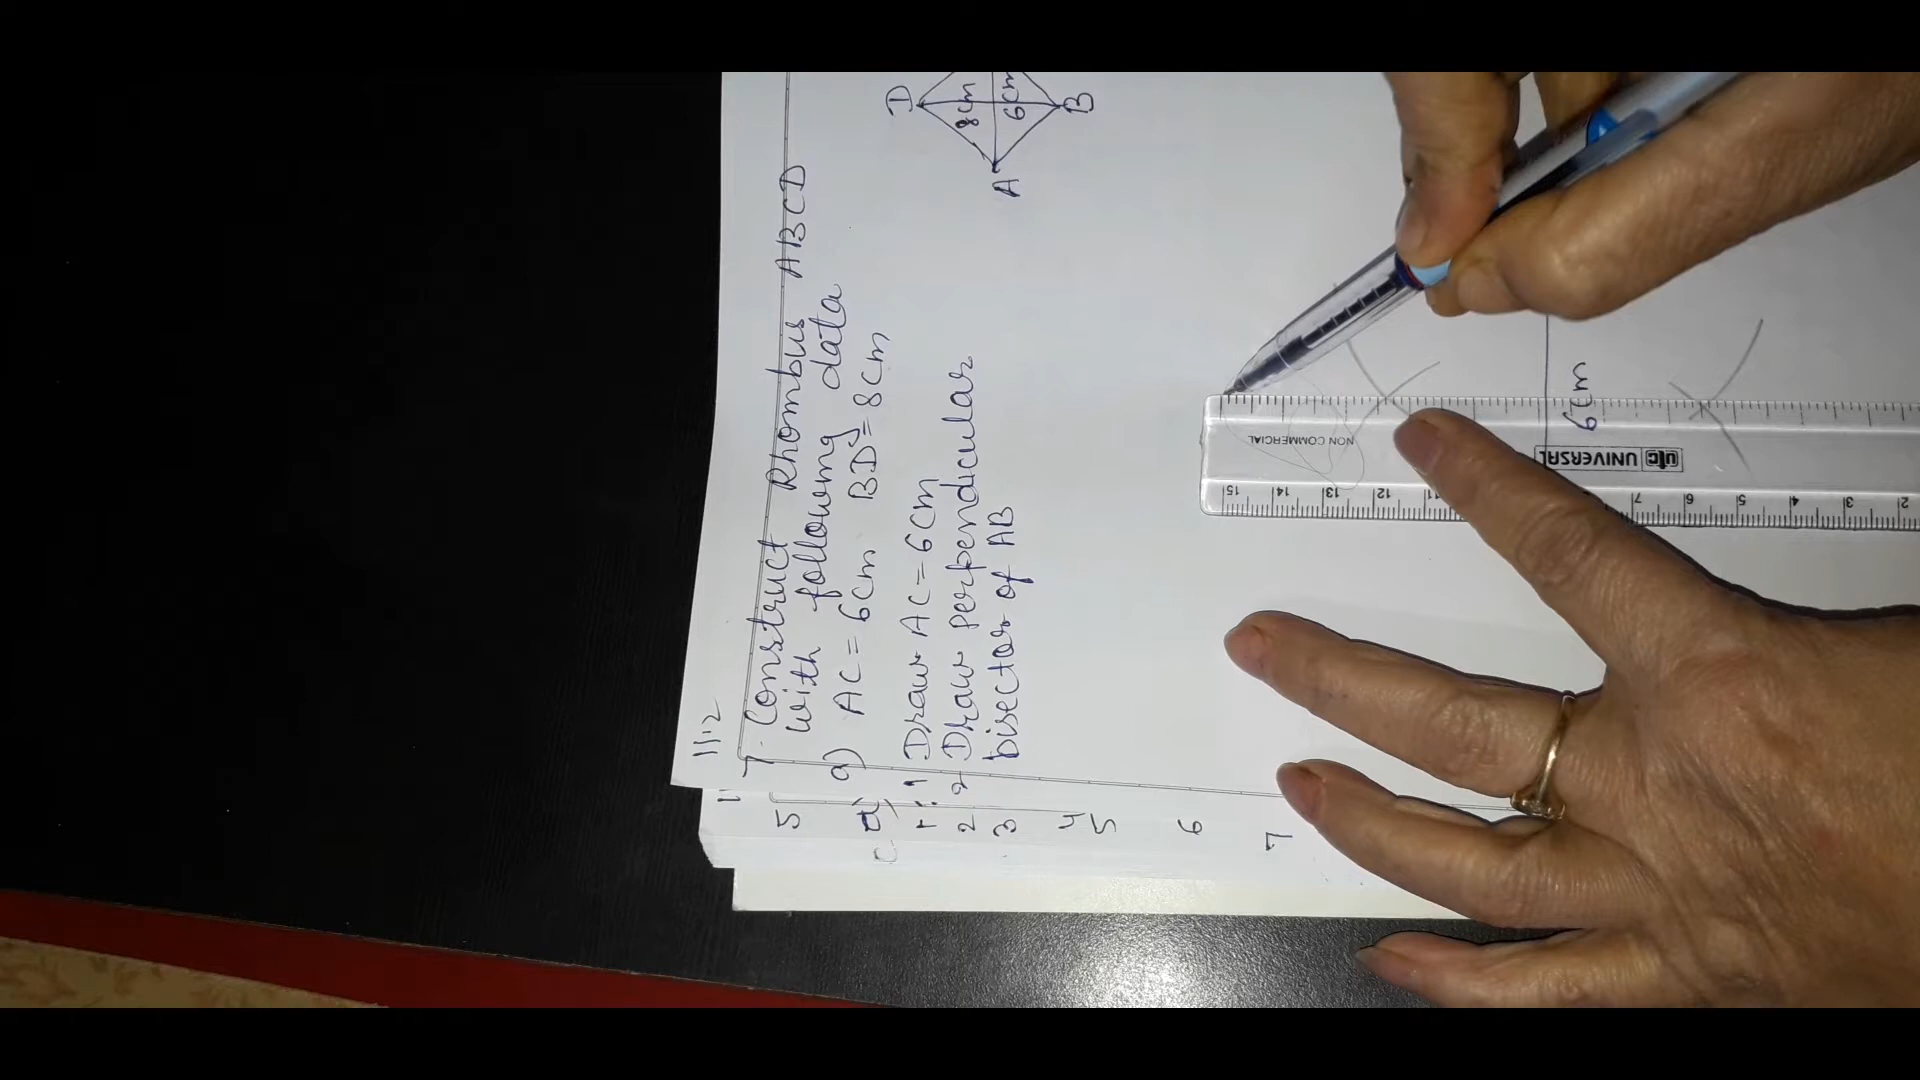 11.2
7. Construct Rhombus ABCD
with following data
a) AC = 6cm BD = 8cm
1 Draw AC = 6cm
2 Draw perpendicular
bisector of AB
D
8cm
6cm
B
A
6cm
UNIVERSAL
NON COMMERCIAL
15 14 13 12 11 7 6 5 4 3 2
5
a)
1
2
3
4
5
6
7